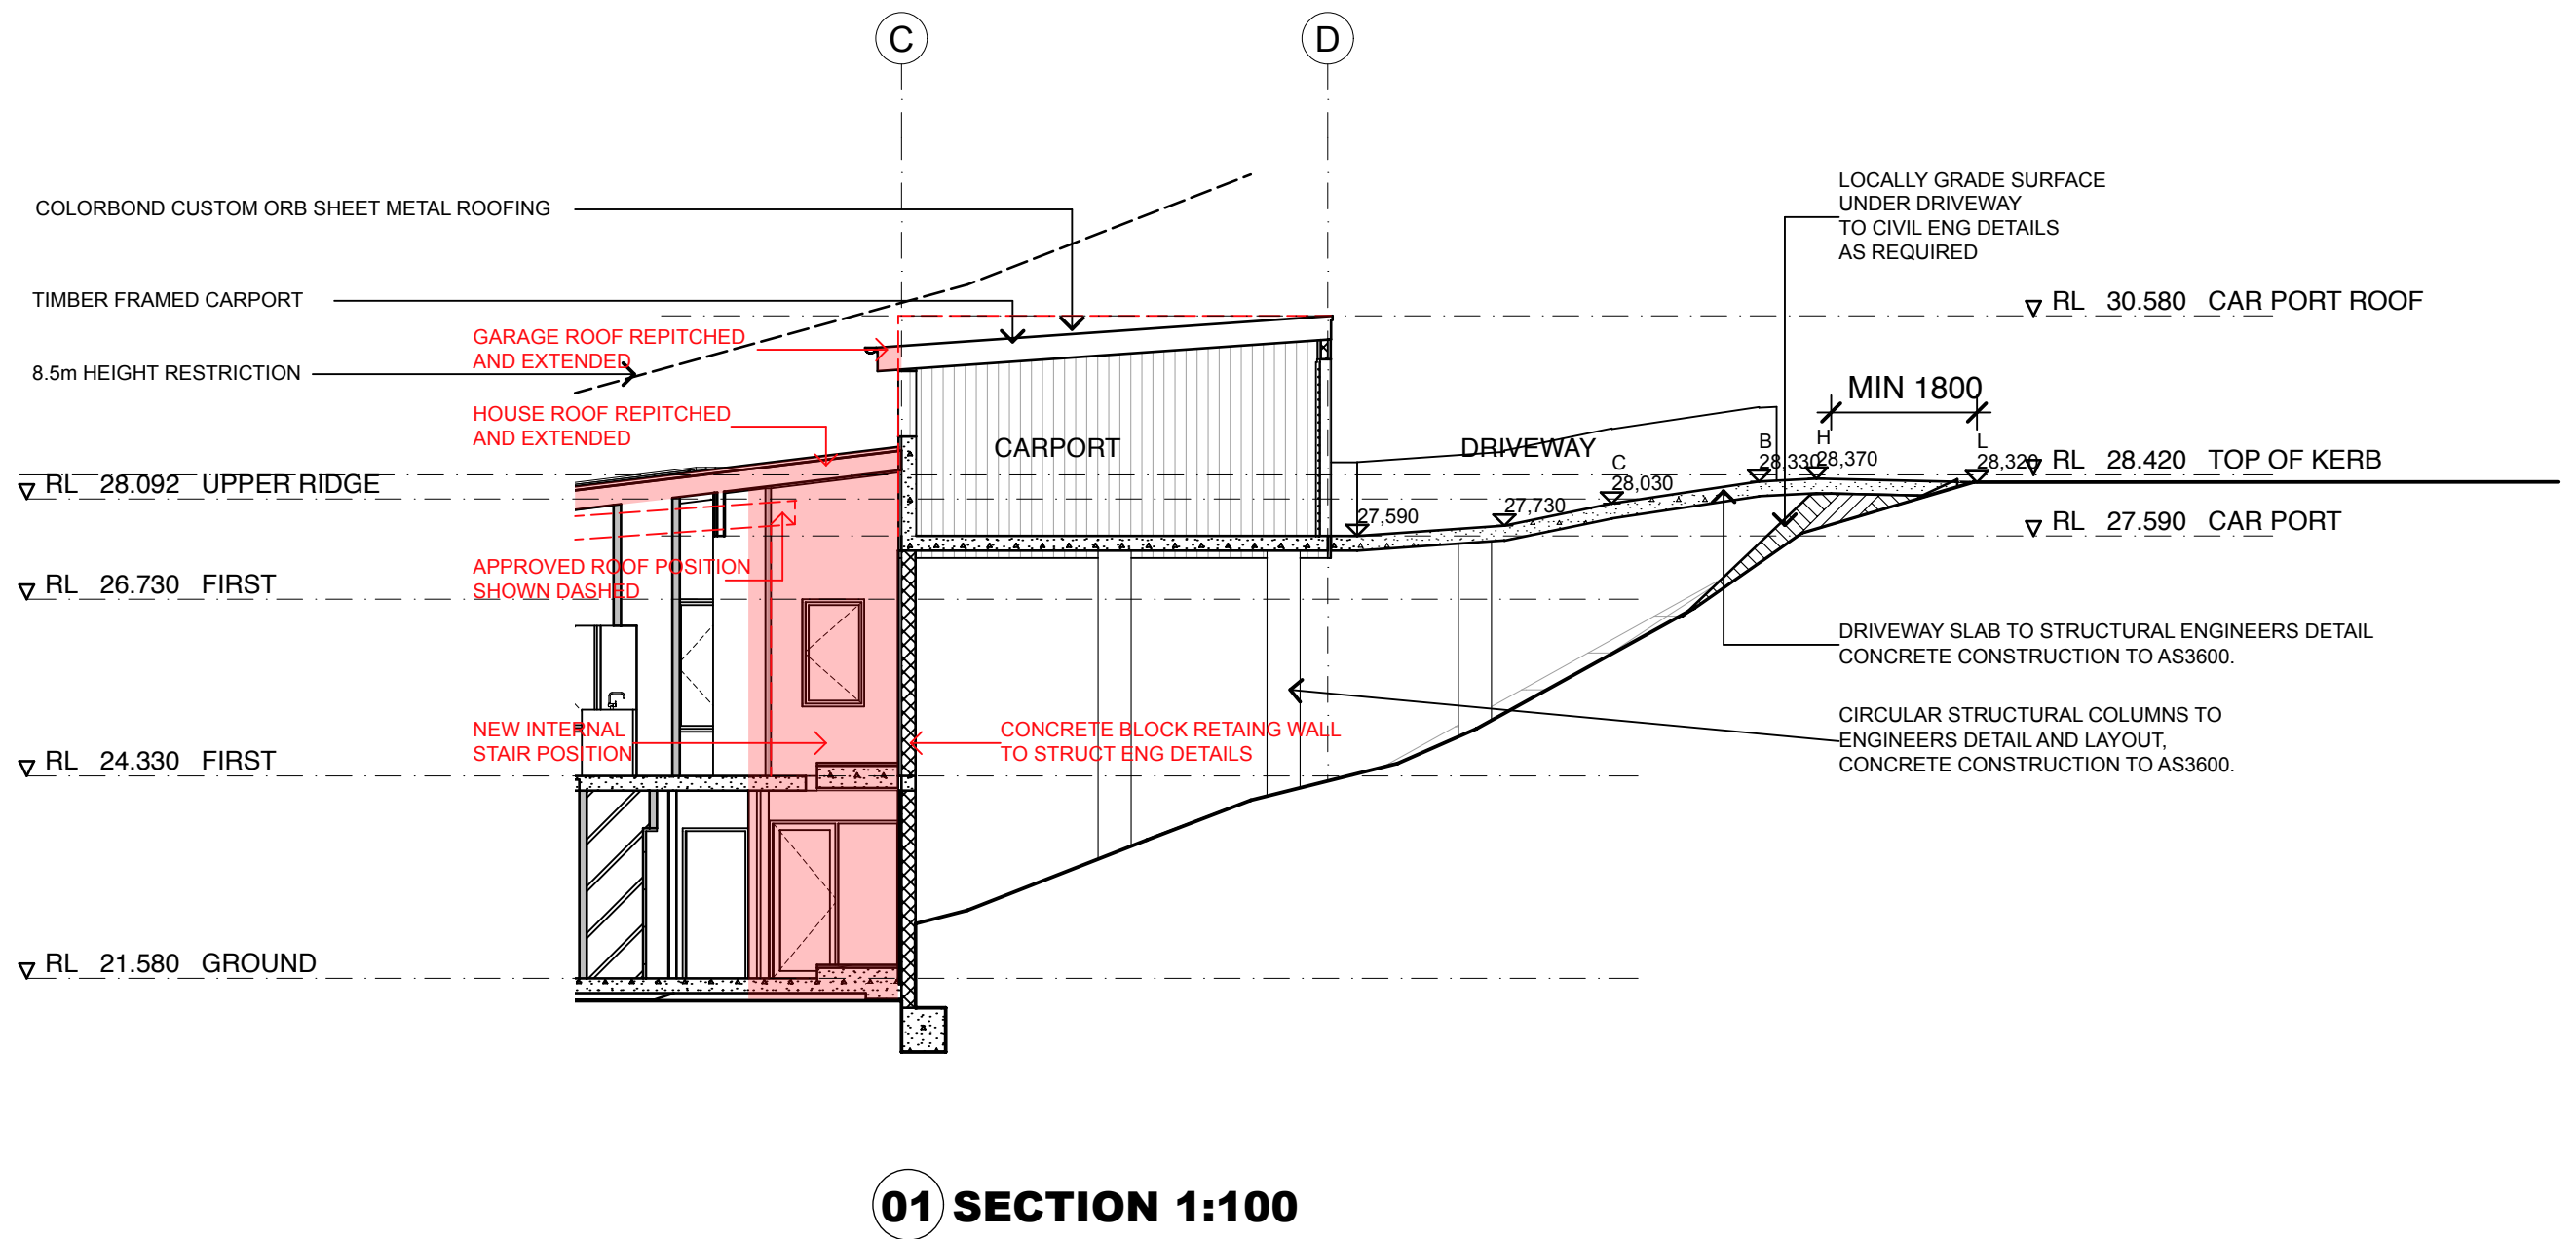 C
D
COLORBOND CUSTOM ORB SHEET METAL ROOFING
TIMBER FRAMED CARPORT
8.5m HEIGHT RESTRICTION
GARAGE ROOF REPITCHED
AND EXTENDED
HOUSE ROOF REPITCHED
AND EXTENDED
LOCALLY GRADE SURFACE
UNDER DRIVEWAY
TO CIVIL ENG DETAILS
AS REQUIRED
RL 30.580 CAR PORT ROOF
MIN 1800
CARPORT
DRIVEWAY
C
28,030
B
28,330
H
28,370
L
28,320
27,590
27,730
RL 28.420 TOP OF KERB
RL 27.590 CAR PORT
RL 28.092 UPPER RIDGE
APPROVED ROOF POSITION
SHOWN DASHED
RL 26.730 FIRST
NEW INTERNAL
STAIR POSITION
CONCRETE BLOCK RETAING WALL
TO STRUCT ENG DETAILS
RL 24.330 FIRST
RL 21.580 GROUND
DRIVEWAY SLAB TO STRUCTURAL ENGINEERS DETAIL
CONCRETE CONSTRUCTION TO AS3600.
CIRCULAR STRUCTURAL COLUMNS TO
ENGINEERS DETAIL AND LAYOUT,
CONCRETE CONSTRUCTION TO AS3600.
01 SECTION 1:100